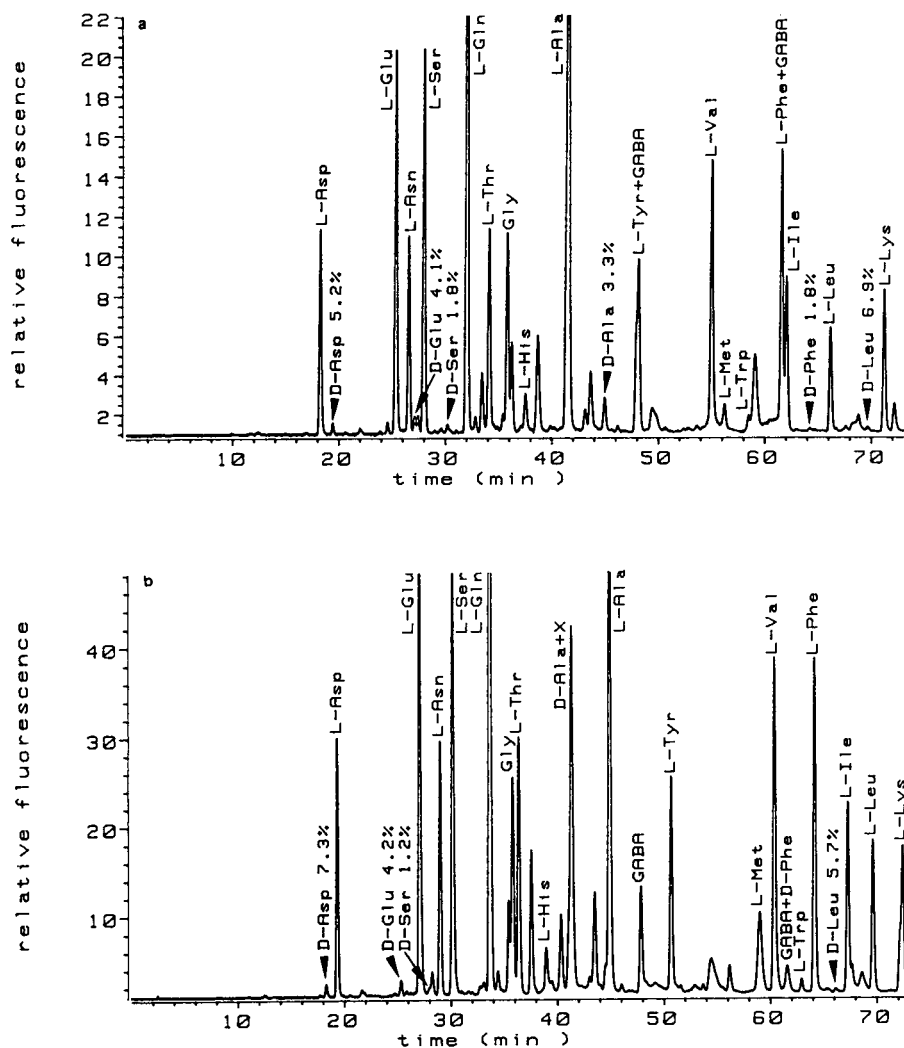 a
relative fluorescence
22
20
18
16
14
12
10
8
6
4
2
L-Asp
D-Asp 5.2%
L-Glu
L-Asn
D-Glu 4.1%
L-Ser
D-Ser 1.8%
L-Gln
L-Thr
Gly
L-His
L-Ala
D-Ala 3.3%
L-Tyr+GABA
L-Val
L-Met
L-Trp
L-Phe+GABA
L-Ile
D-Phe 1.8%
L-Leu
D-Leu 6.9%
L-Lys
10 20 30 40 50 60 70
time (min)
b
relative fluorescence
40
30
20
10
D-Asp 7.3%
L-Asp
D-Glu 4.2%
D-Ser 1.2%
L-Glu
L-Asn
L-Ser
L-Gln
Gly
L-Thr
L-His
D-Ala+X
L-Ala
GABA
L-Tyr
L-Met
L-Val
GABA+D-Phe
L-Trp
L-Phe
D-Leu 5.7%
L-Ile
L-Leu
L-Lys
10 20 30 40 50 60 70
time (min)